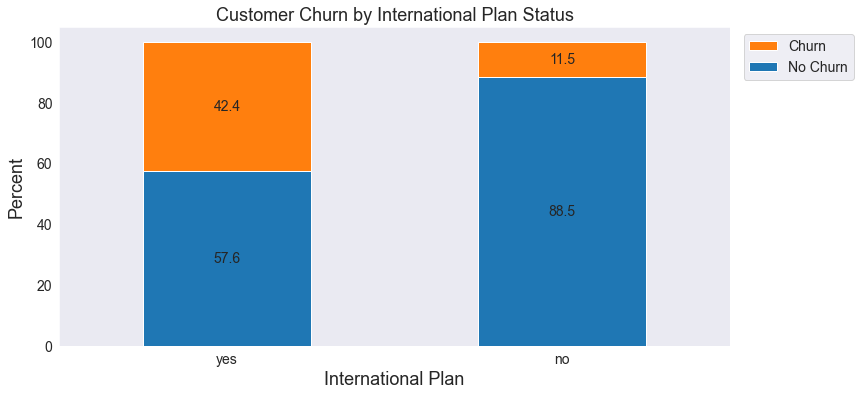 Customer Churn by International Plan Status
Percent
100
80
60
40
20
0
42.4
57.6
11.5
88.5
yes
no
International Plan
Churn
No Churn